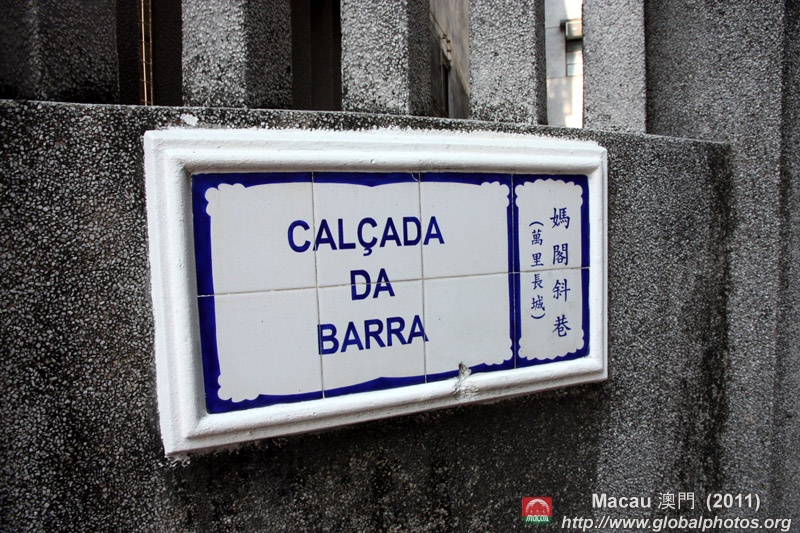 CALÇADA
DA
BARRA
媽閣斜巷
(萬里長城)
MACAU
Macau 澳門 (2011)
http://www.globalphotos.org